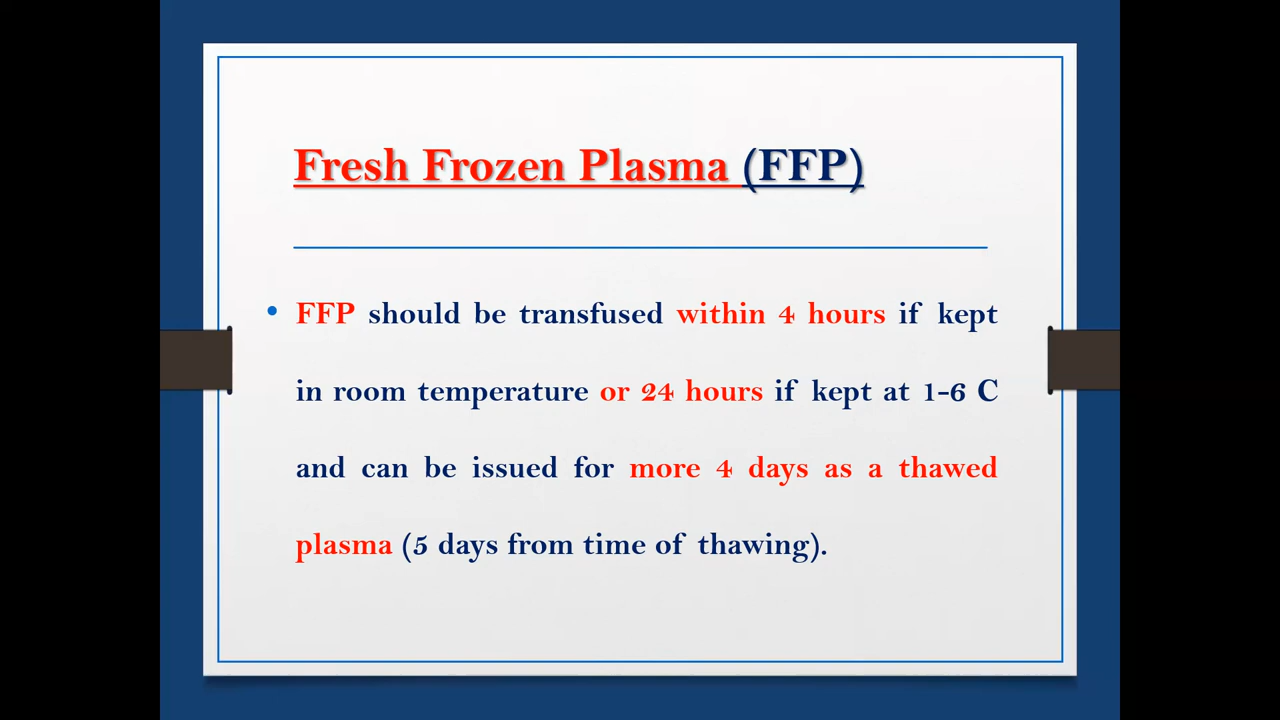 Fresh Frozen Plasma (FFP)
• FFP should be transfused within 4 hours if kept
in room temperature or 24 hours if kept at 1-6 C
and can be issued for more 4 days as a thawed
plasma (5 days from time of thawing).